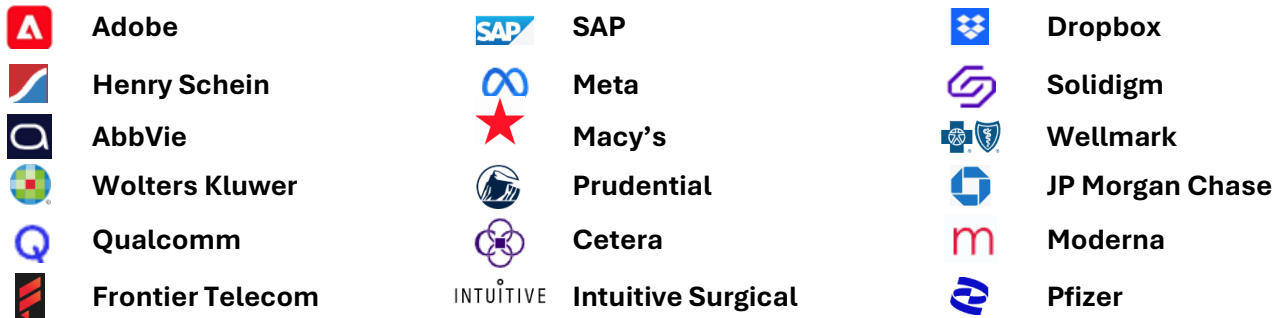 Adobe
SAP SAP
Dropbox
Henry Schein
Meta
Solidigm
AbbVie
Macy's
Wellmark
Wolters Kluwer
Prudential
JP Morgan Chase
Qualcomm
Cetera
Moderna
Frontier Telecom
INTUITIVE Intuitive Surgical
Pfizer